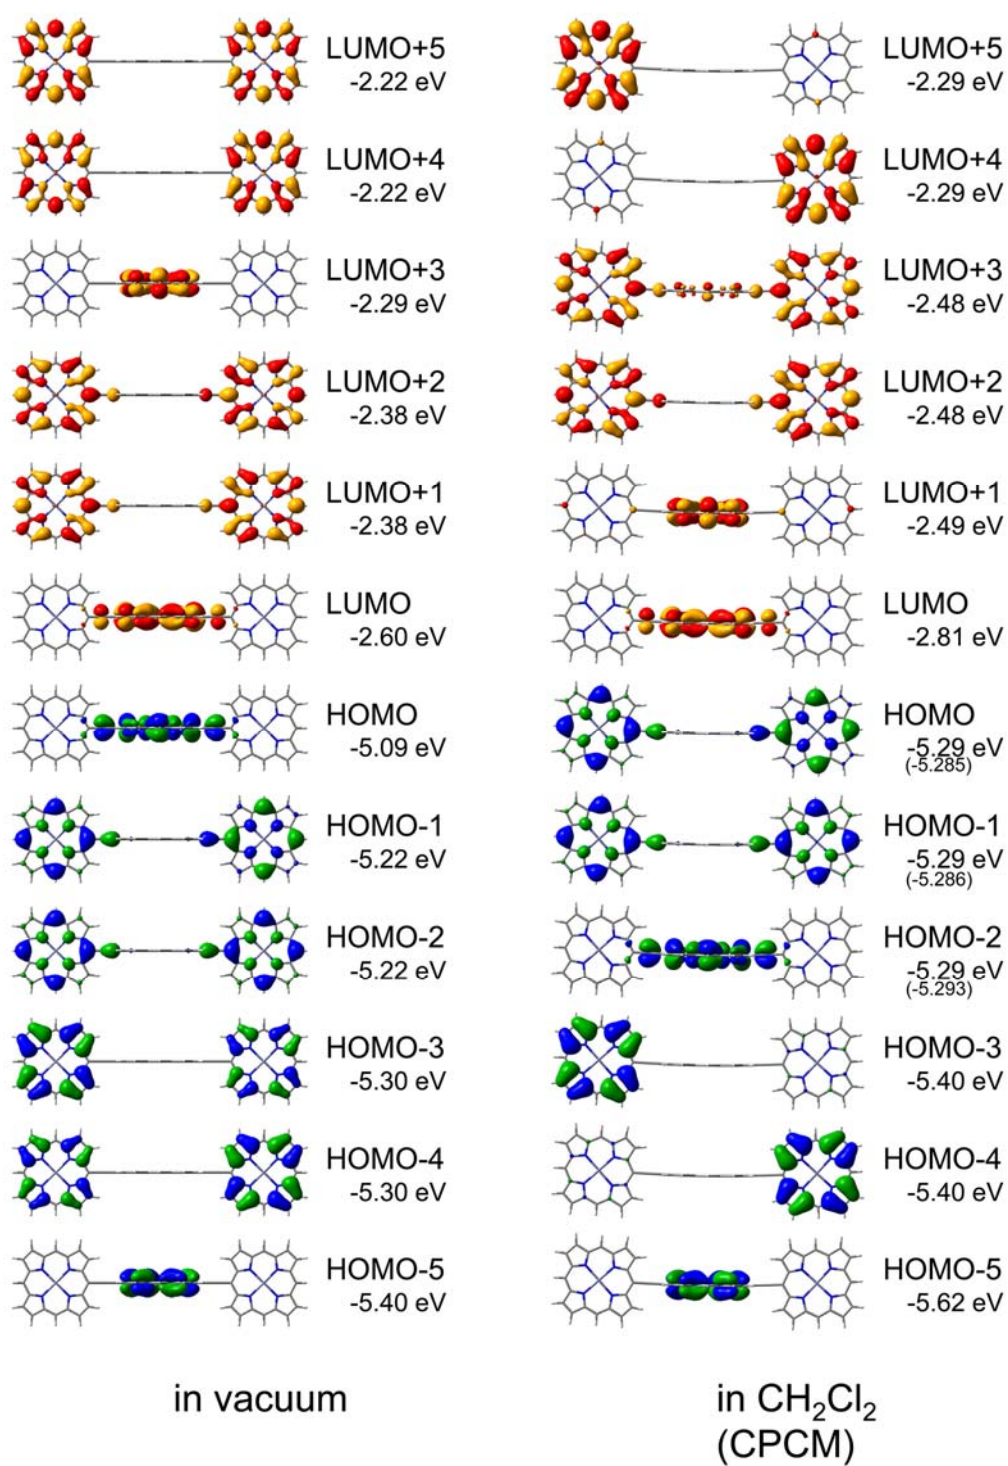 LUMO+5
-2.22 eV
LUMO+4
-2.22 eV
LUMO+3
-2.29 eV
LUMO+2
-2.38 eV
LUMO+1
-2.38 eV
LUMO
-2.60 eV
HOMO
-5.09 eV
HOMO-1
-5.22 eV
HOMO-2
-5.22 eV
HOMO-3
-5.30 eV
HOMO-4
-5.30 eV
HOMO-5
-5.40 eV
in vacuum
LUMO+5
-2.29 eV
LUMO+4
-2.29 eV
LUMO+3
-2.48 eV
LUMO+2
-2.48 eV
LUMO+1
-2.49 eV
LUMO
-2.81 eV
HOMO
-5.29 eV
(-5.285)
HOMO-1
-5.29 eV
(-5.286)
HOMO-2
-5.29 eV
(-5.293)
HOMO-3
-5.40 eV
HOMO-4
-5.40 eV
HOMO-5
-5.62 eV
in CH₂Cl₂
(CPCM)